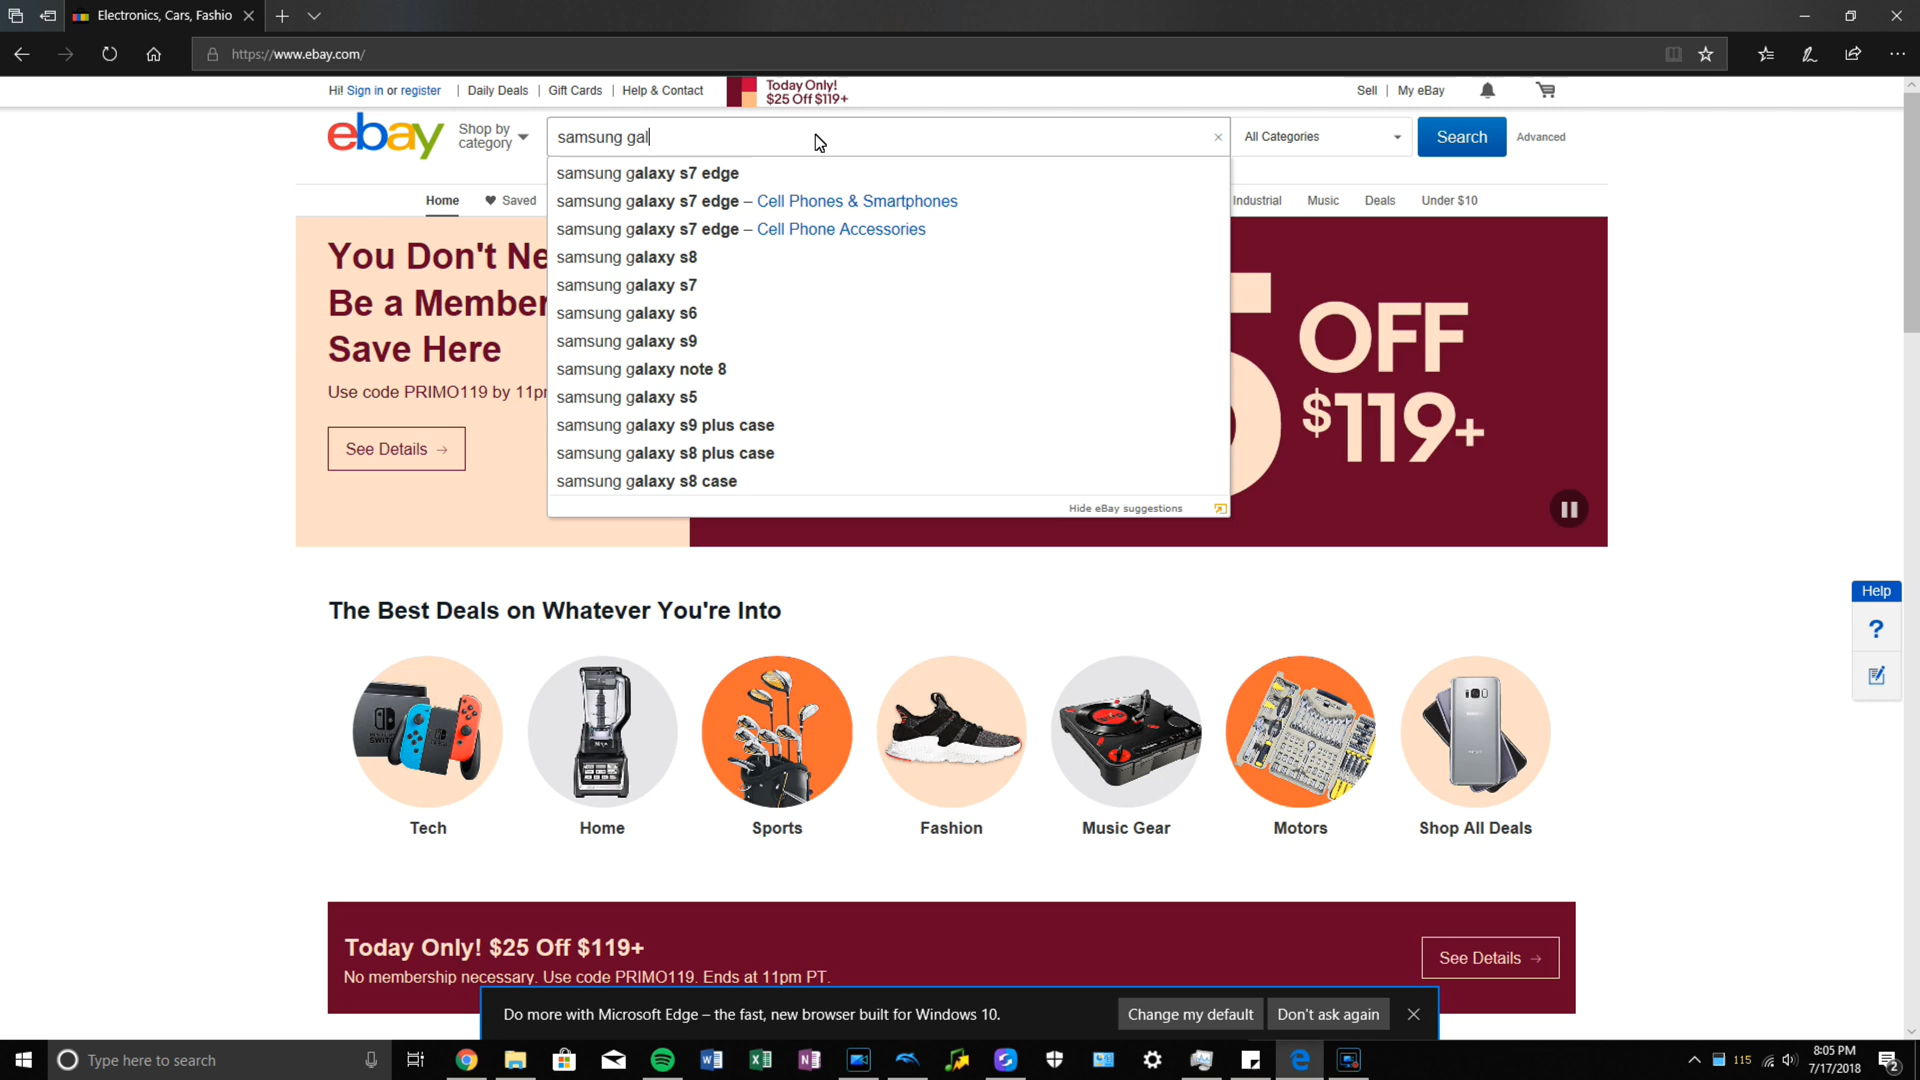 Electronics, Cars, Fashio
https://www.ebay.com/
Hi! Sign in or register | Daily Deals | Gift Cards | Help & Contact
Today Only!
$25 Off $119+
Sell | My eBay
ebay
Shop by
category
samsung gal
All Categories
Search
Advanced
samsung galaxy s7 edge
samsung galaxy s7 edge – Cell Phones & Smartphones
samsung galaxy s7 edge – Cell Phone Accessories
samsung galaxy s8
samsung galaxy s7
samsung galaxy s6
samsung galaxy s9
samsung galaxy note 8
samsung galaxy s5
samsung galaxy s9 plus case
samsung galaxy s8 plus case
samsung galaxy s8 case
Hide eBay suggestions
Home
Saved
Industrial
Music
Deals
Under $10
You Don't Ne
Be a Member
Save Here
Use code PRIMO119 by 11pm
See Details →
5 OFF
$119+
Help
?
The Best Deals on Whatever You're Into
Tech
Home
Sports
Fashion
Music Gear
Motors
Shop All Deals
Today Only! $25 Off $119+
No membership necessary. Use code PRIMO119. Ends at 11pm PT.
See Details →
Do more with Microsoft Edge – the fast, new browser built for Windows 10.
Change my default
Don't ask again
Type here to search
115
8:05 PM
7/17/2018
2